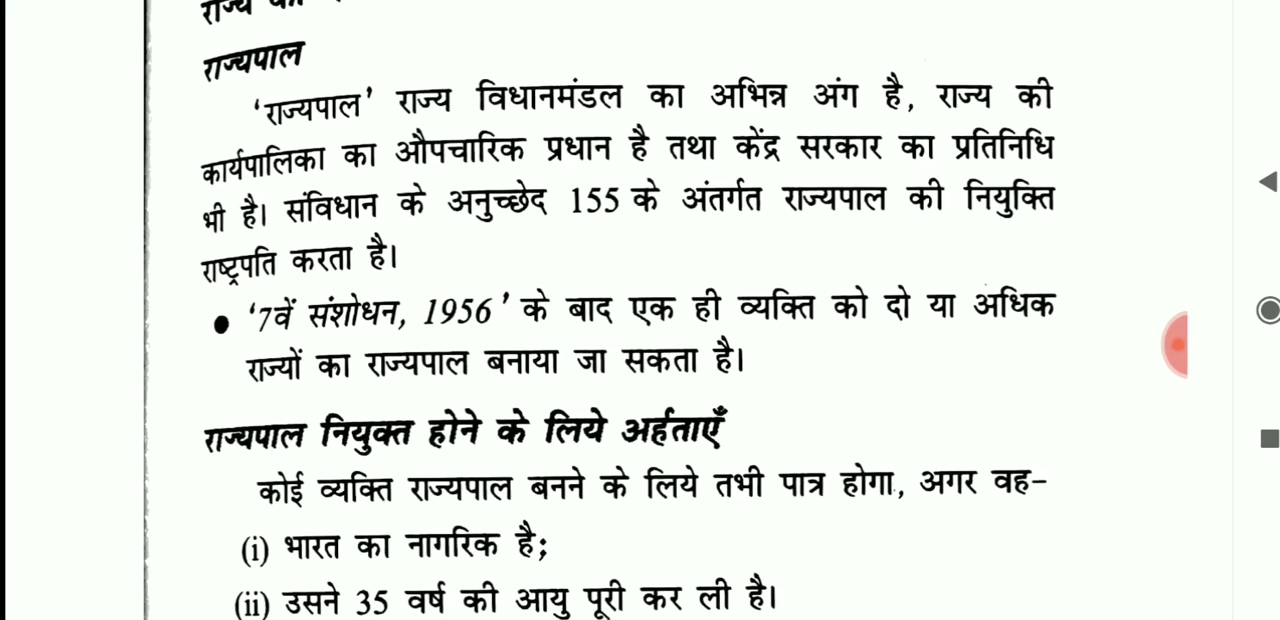 राज्यपाल
‘राज्यपाल’ राज्य विधानमंडल का अभिन्न अंग है, राज्य की
कार्यपालिका का औपचारिक प्रधान है तथा केंद्र सरकार का प्रतिनिधि
भी है। संविधान के अनुच्छेद 155 के अंतर्गत राज्यपाल की नियुक्ति
राष्ट्रपति करता है।
● ‘7वें संशोधन, 1956’ के बाद एक ही व्यक्ति को दो या अधिक
राज्यों का राज्यपाल बनाया जा सकता है।
राज्यपाल नियुक्त होने के लिये अर्हताएँ
कोई व्यक्ति राज्यपाल बनने के लिये तभी पात्र होगा, अगर वह–
(i) भारत का नागरिक है;
(ii) उसने 35 वर्ष की आयु पूरी कर ली है।